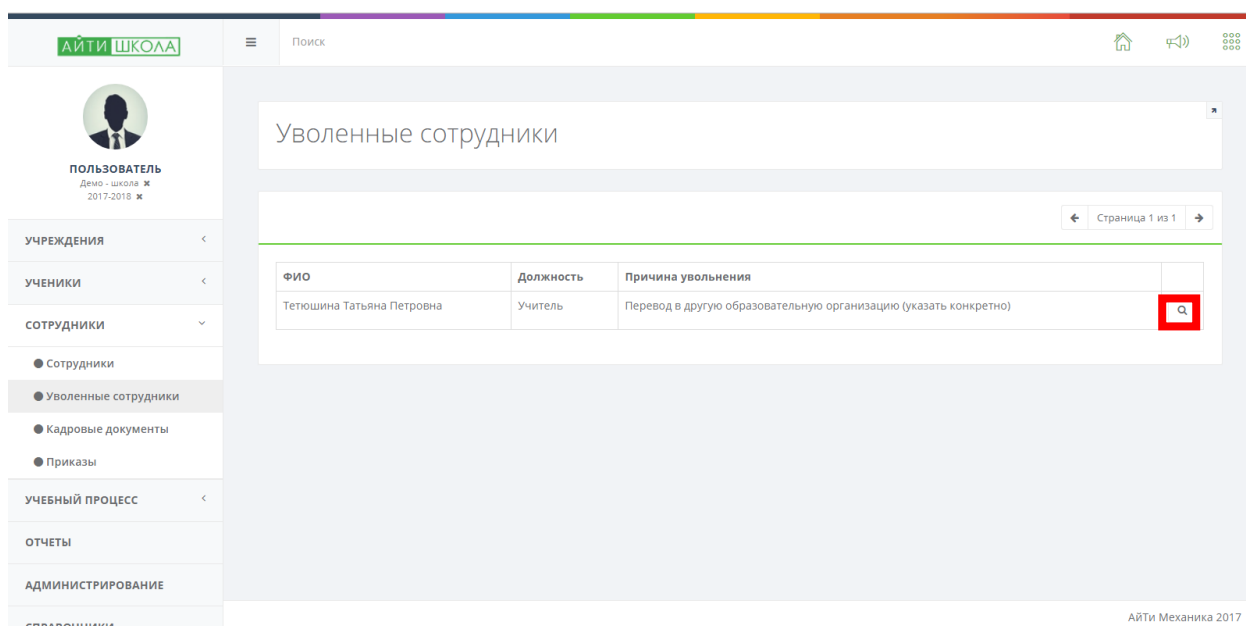 АЙТИ ШКОЛА
Поиск
ПОЛЬЗОВАТЕЛЬ
Демо - школа ✖
2017-2018 ✖
УЧРЕЖДЕНИЯ
УЧЕНИКИ
СОТРУДНИКИ
Сотрудники
Уволенные сотрудники
Кадровые документы
Приказы
УЧЕБНЫЙ ПРОЦЕСС
ОТЧЕТЫ
АДМИНИСТРИРОВАНИЕ
Уволенные сотрудники
Страница 1 из 1
ФИО Должность Причина увольнения
Тетюшина Татьяна Петровна Учитель Перевод в другую образовательную организацию (указать конкретно)
АйТи Механика 2017